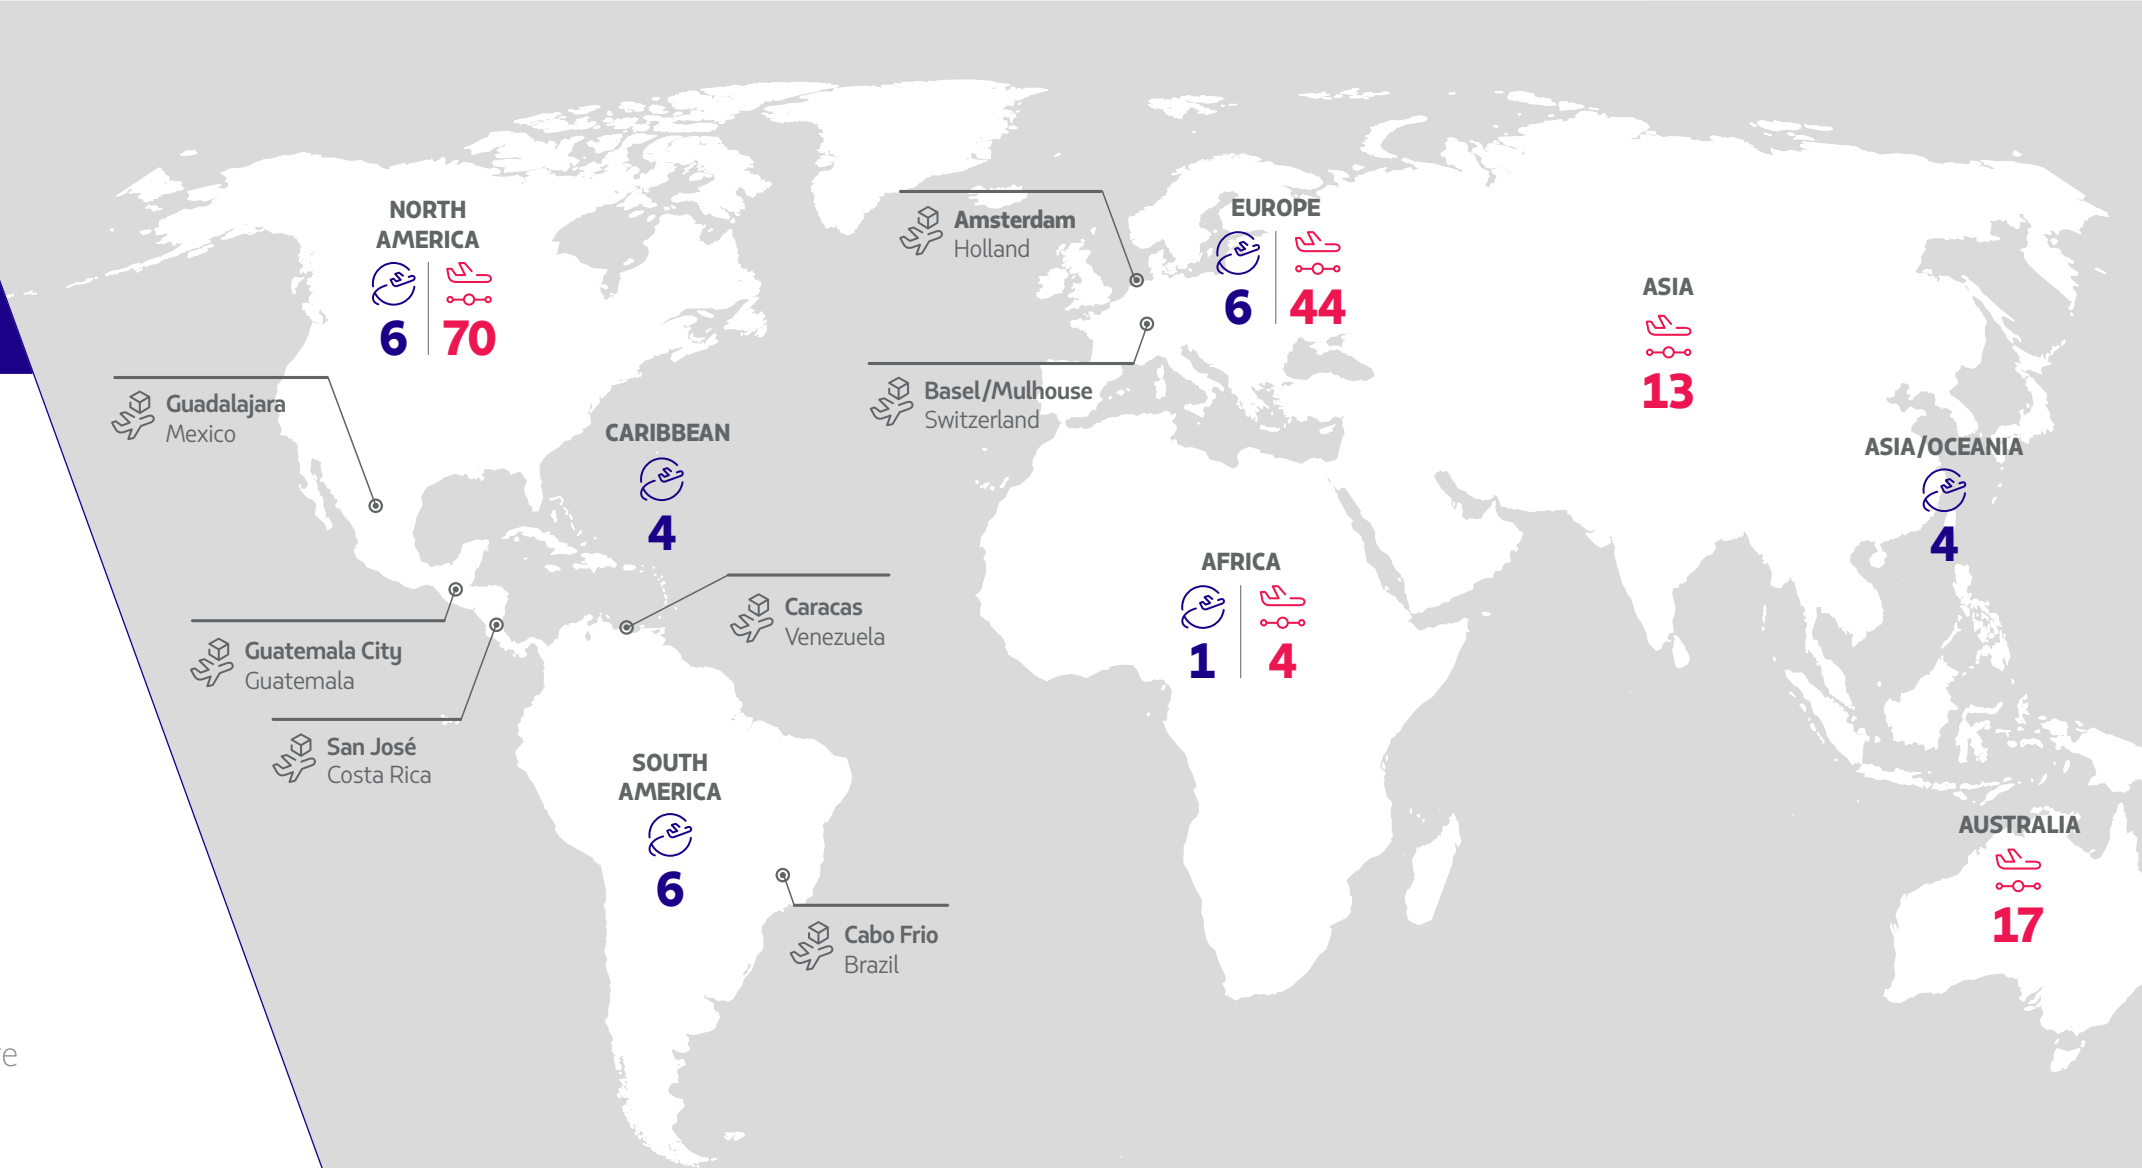 NORTH
AMERICA
6
70
Guadalajara
Mexico
CARIBBEAN
4
Guatemala City
Guatemala
San José
Costa Rica
Caracas
Venezuela
SOUTH
AMERICA
6
Cabo Frio
Brazil
Amsterdam
Holland
Basel/Mulhouse
Switzerland
EUROPE
6
44
AFRICA
1
4
ASIA
13
ASIA/OCEANIA
4
AUSTRALIA
17